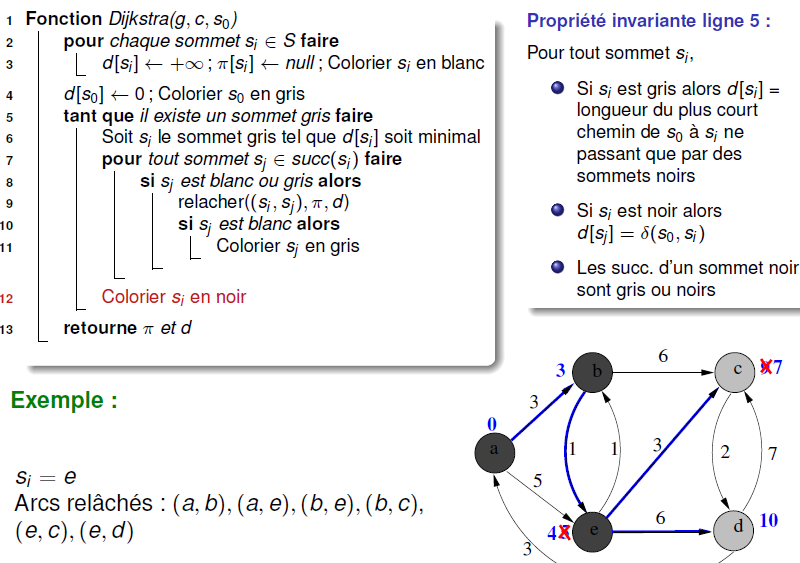 1 Fonction Dijkstra(g, c, s₀)
2 pour chaque sommet sᵢ ∈ S faire
3 d[sᵢ] ← +∞ ; π[sᵢ] ← null ; Colorier sᵢ en blanc
4 d[s₀] ← 0 ; Colorier s₀ en gris
5 tant que il existe un sommet gris faire
6 Soit sᵢ le sommet gris tel que d[sᵢ] soit minimal
7 pour tout sommet sⱼ ∈ succ(sᵢ) faire
8 si sⱼ est blanc ou gris alors
9 relacher((sᵢ, sⱼ), π, d)
10 si sⱼ est blanc alors
11 Colorier sⱼ en gris
12 Colorier sᵢ en noir
13 retourne π et d
Propriété invariante ligne 5 :
Pour tout sommet sᵢ,
Si sᵢ est gris alors d[sᵢ] =
longueur du plus court
chemin de s₀ à sᵢ ne
passant que par des
sommets noirs
Si sᵢ est noir alors
d[sⱼ] = δ(s₀, sᵢ)
Les succ. d'un sommet noir
sont gris ou noirs
Exemple :
sᵢ = e
Arcs relâchés : (a, b), (a, e), (b, e), (b, c),
(e, c), (e, d)
3 b 6 c 7
3
0
a 1 1 3 2 7
5
4 e 6 d 10
3